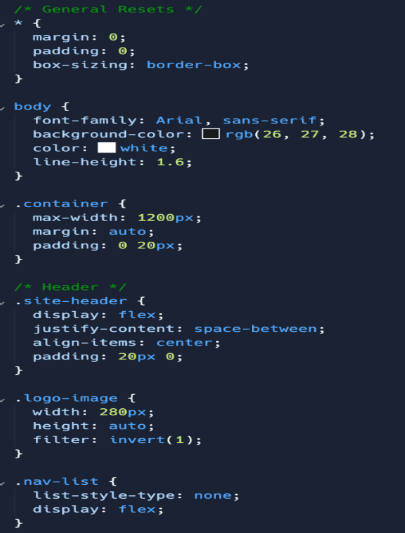 /* General Resets */
* {
margin: 0;
padding: 0;
box-sizing: border-box;
}
body {
font-family: Arial, sans-serif;
background-color: rgb(26, 27, 28);
color: white;
line-height: 1.6;
}
.container {
max-width: 1200px;
margin: auto;
padding: 0 20px;
}
/* Header */
.site-header {
display: flex;
justify-content: space-between;
align-items: center;
padding: 20px 0;
}
.logo-image {
width: 280px;
height: auto;
filter: invert(1);
}
.nav-list {
list-style-type: none;
display: flex;
}